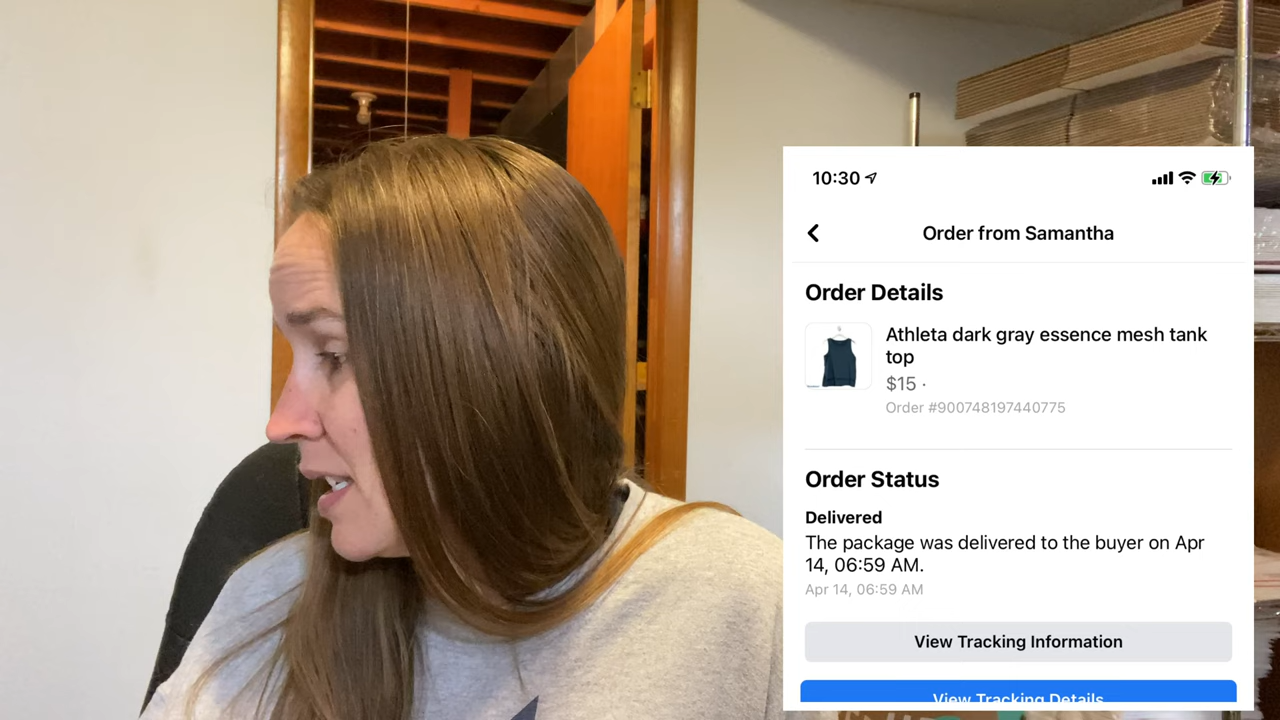 10:30
Order from Samantha
Order Details
Athleta dark gray essence mesh tank
top
$15 ·
Order #900748197440775
Order Status
Delivered
The package was delivered to the buyer on Apr
14, 06:59 AM.
Apr 14, 06:59 AM
View Tracking Information
View Tracking Details